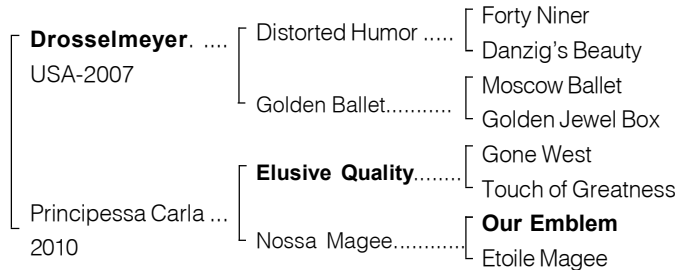 Drosselmeyer. ....
USA-2007
Principessa Carla ...
2010
Distorted Humor .....
Golden Ballet...........
Elusive Quality........
Nossa Magee............
Forty Niner
Danzig's Beauty
Moscow Ballet
Golden Jewel Box
Gone West
Touch of Greatness
Our Emblem
Etoile Magee